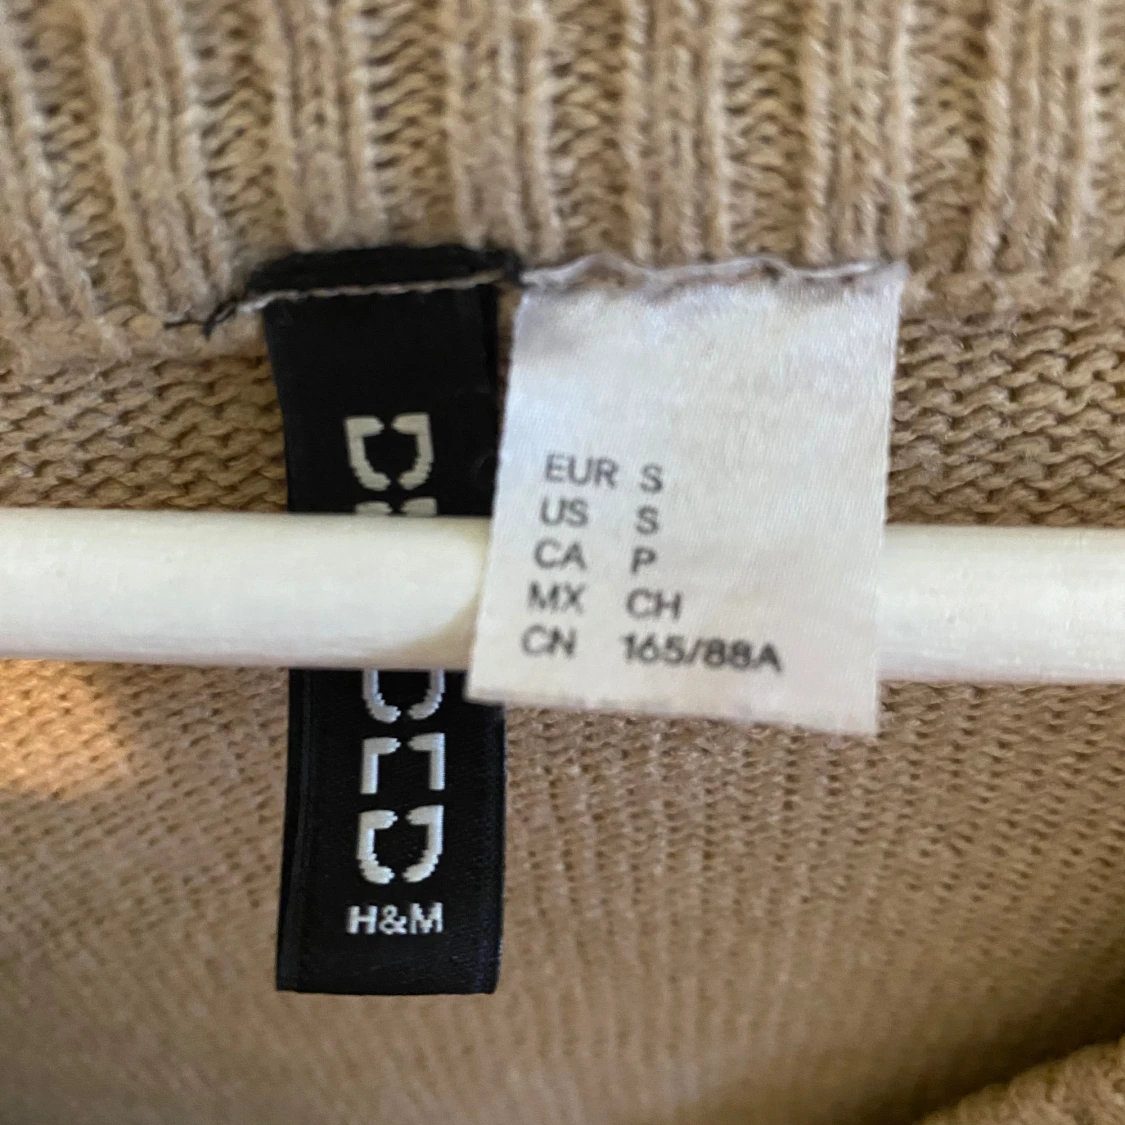 H&M
EUR S
US S
CA P
MX CH
CN 165/88A